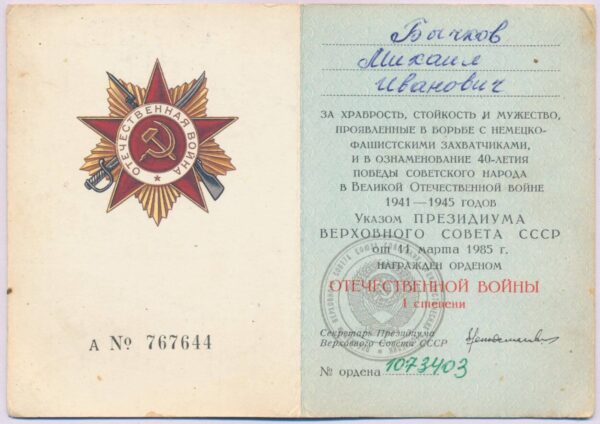 ОТЕЧЕСТВЕННАЯ ВОЙНА
А № 767644
Бычков
Михаил
Иванович
ЗА ХРАБРОСТЬ, СТОЙКОСТЬ И МУЖЕСТВО,
ПРОЯВЛЕННЫЕ В БОРЬБЕ С НЕМЕЦКО-
ФАШИСТСКИМИ ЗАХВАТЧИКАМИ,
И В ОЗНАМЕНОВАНИЕ 40-ЛЕТИЯ
ПОБЕДЫ СОВЕТСКОГО НАРОДА
В ВЕЛИКОЙ ОТЕЧЕСТВЕННОЙ ВОЙНЕ
1941—1945 ГОДОВ
УКАЗОМ ПРЕЗИДИУМА
ВЕРХОВНОГО СОВЕТА СССР
от 11 марта 1985 г.
НАГРАЖДЕН ОРДЕНОМ
ОТЕЧЕСТВЕННОЙ ВОЙНЫ
I степени
Секретарь Президиума
Верховного Совета СССР
№ ордена 1073403